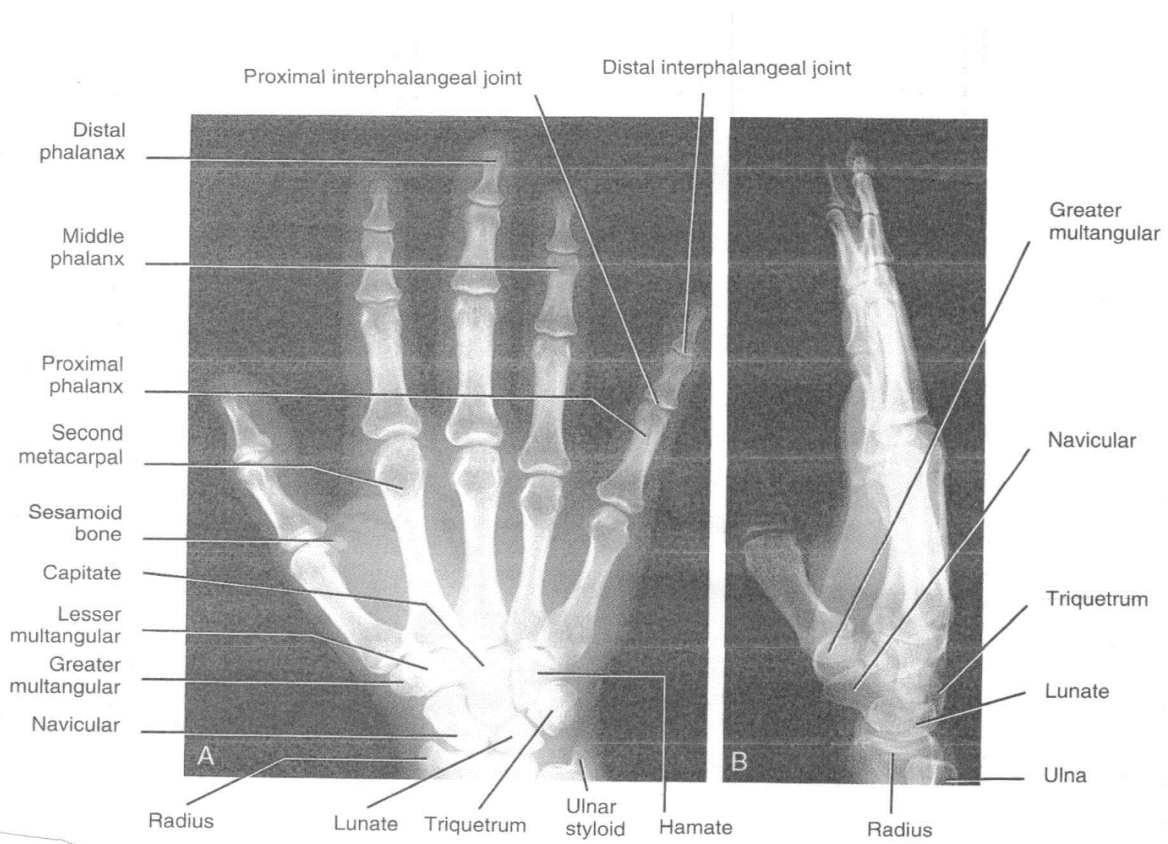 Proximal interphalangeal joint
Distal interphalangeal joint
Distal
phalanax
Middle
phalanx
Proximal
phalanx
Second
metacarpal
Sesamoid
bone
Capitate
Lesser
multangular
Greater
multangular
Navicular
Radius
Lunate
Triquetrum
Ulnar
styloid
Hamate
A
B
Greater
multangular
Navicular
Triquetrum
Lunate
Ulna
Radius